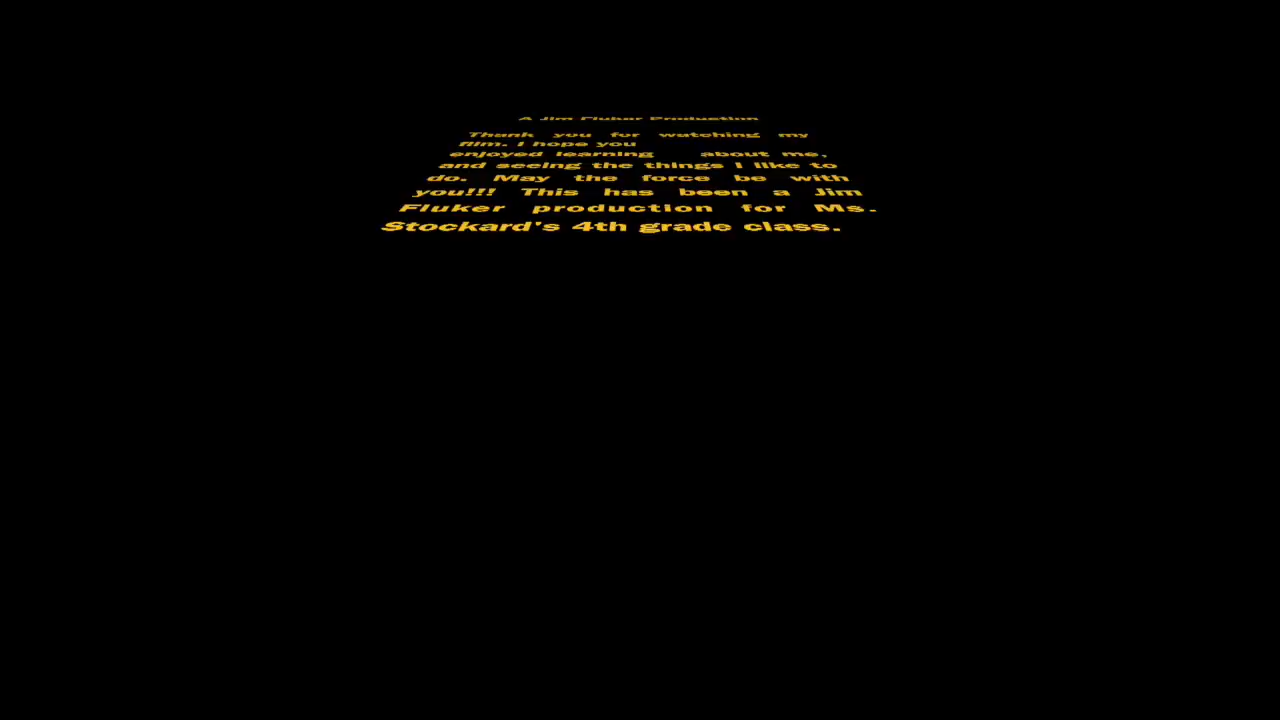 A Jim Fluker Production
Thank you for watching my
film. I hope you
enjoyed learning about me,
and seeing the things I like to
do. May the force be with
you!!! This has been a Jim
Fluker production for Ms.
Stockard's 4th grade class.